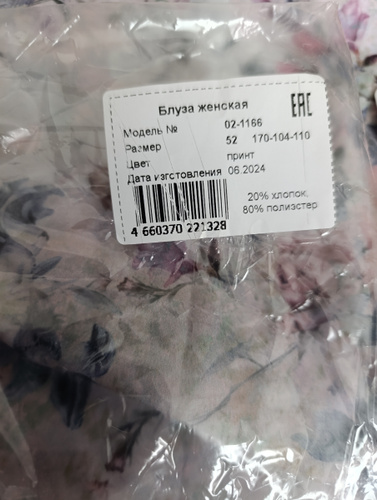 Блуза женская
EAC
Модель № 02-1166
Размер 52 170-104-110
Цвет принт
Дата изготовления 06.2024
20% хлопок,
80% полиэстер
4 660370 221328